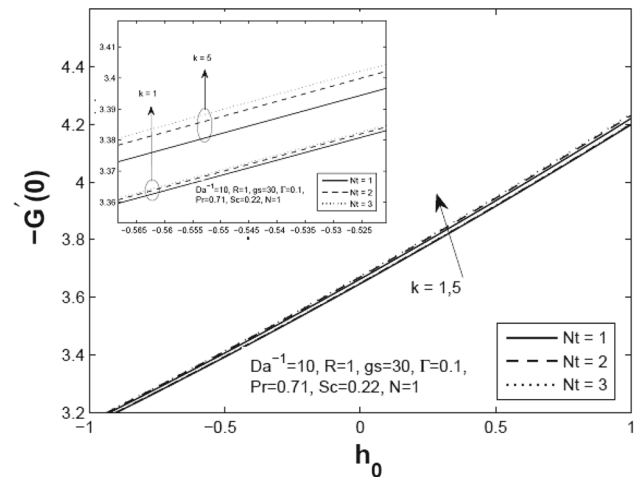 4.4
4.2
4
3.8
3.6
3.4
3.2
−G′(0)
3.41
3.4
3.39
3.38
3.37
3.36
k = 5
k = 1
Da⁻¹=10, R=1, gs=30, Γ=0.1,
Pr=0.71, Sc=0.22, N=1
Nt = 1
Nt = 2
Nt = 3
−0.565 −0.56 −0.555 −0.55 −0.545 −0.54 −0.535 −0.53 −0.525
k = 1,5
Da⁻¹=10, R=1, gs=30, Γ=0.1,
Pr=0.71, Sc=0.22, N=1
Nt = 1
Nt = 2
Nt = 3
−1 −0.5 0 0.5 1
h₀